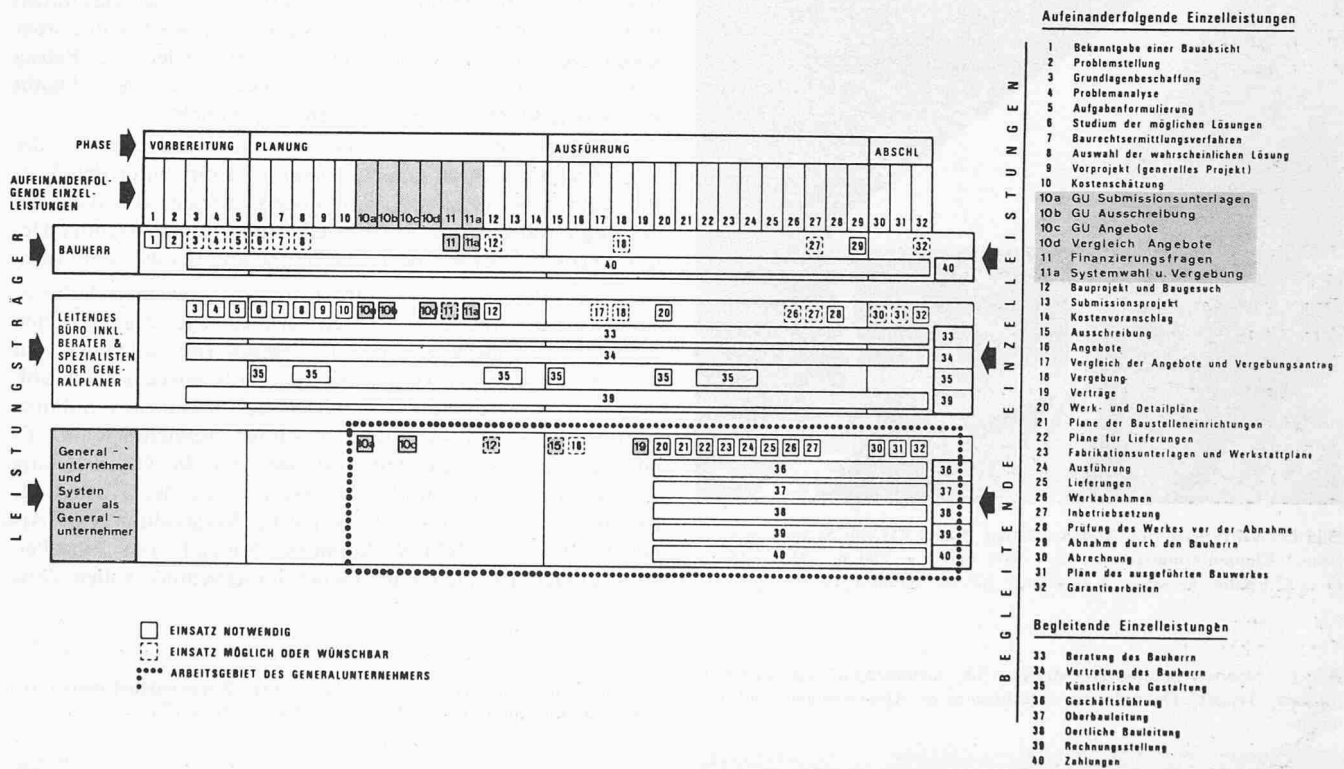 PHASE
VORBEREITUNG PLANUNG AUSFÜHRUNG ABSCHL
AUFEINANDERFOL-
GENDE EINZEL-
LEISTUNGEN
1 2 3 4 5 6 7 8 9 10 10a 10b 10c 10d 11 11a 12 13 14 15 16 17 18 19 20 21 22 23 24 25 26 27 28 29 30 31 32
LEISTUNGSTRÄGER
BAUHERR
1 2 3 4 5 6 7 8 11 11a 12 18 27 29 32
40 40
LEITENDES
BÜRO INKL.
BERATER &
SPEZIALISTEN
ODER GENE-
RALPLANER
3 4 5 6 7 8 9 10 10a 10b 10d 11 11a 12 17 18 20 26 27 28 30 31 32
33 33
34 34
35 35 35 35 35 35 35
39 39
General -
unternehmer
und
System
bauer als
General -
unternehmer
10c 12 16 19 20 21 22 23 24 25 26 27 30 31 32
36 36
37 37
38 38
39 39
40 40
EINSATZ NOTWENDIG
EINSATZ MÖGLICH ODER WÜNSCHBAR
ARBEITSGEBIET DES GENERALUNTERNEHMERS
BEGLEITENDE EINZELLEISTUNGEN
Aufeinanderfolgende Einzelleistungen
1 Bekanntgabe einer Bauabsicht
2 Problemstellung
3 Grundlagenbeschaffung
4 Problemanalyse
5 Aufgabenformulierung
6 Studium der möglichen Lösungen
7 Baurechtsermittlungsverfahren
8 Auswahl der wahrscheinlichen Lösung
9 Vorprojekt (generelles Projekt)
10 Kostenschätzung
10a GU Submissionsunterlagen
10b GU Ausschreibung
10c GU Angebote
10d Vergleich Angebote
11 Finanzierungsfragen
11a Systemwahl u. Vergebung
12 Bauprojekt und Baugesuch
13 Submissionsprojekt
14 Kostenvoranschlag
15 Ausschreibung
16 Angebote
17 Vergleich der Angebote und Vergebungsantrag
18 Vergebung
19 Verträge
20 Werk- und Detailpläne
21 Pläne der Baustelleneinrichtungen
22 Pläne für Lieferungen
23 Fabrikationsunterlagen und Werkstattpläne
24 Ausführung
25 Lieferungen
26 Werkabnahmen
27 Inbetriebsetzung
28 Prüfung des Werkes vor der Abnahme
29 Abnahme durch den Bauherrn
30 Abrechnung
31 Pläne des ausgeführten Bauwerkes
32 Garantiearbeiten
Begleitende Einzelleistungen
33 Beratung des Bauherrn
34 Vertretung des Bauherrn
35 Künstlerische Gestaltung
36 Geschäftsführung
37 Oberbauleitung
38 Oertliche Bauleitung
39 Rechnungsstellung
40 Zahlungen